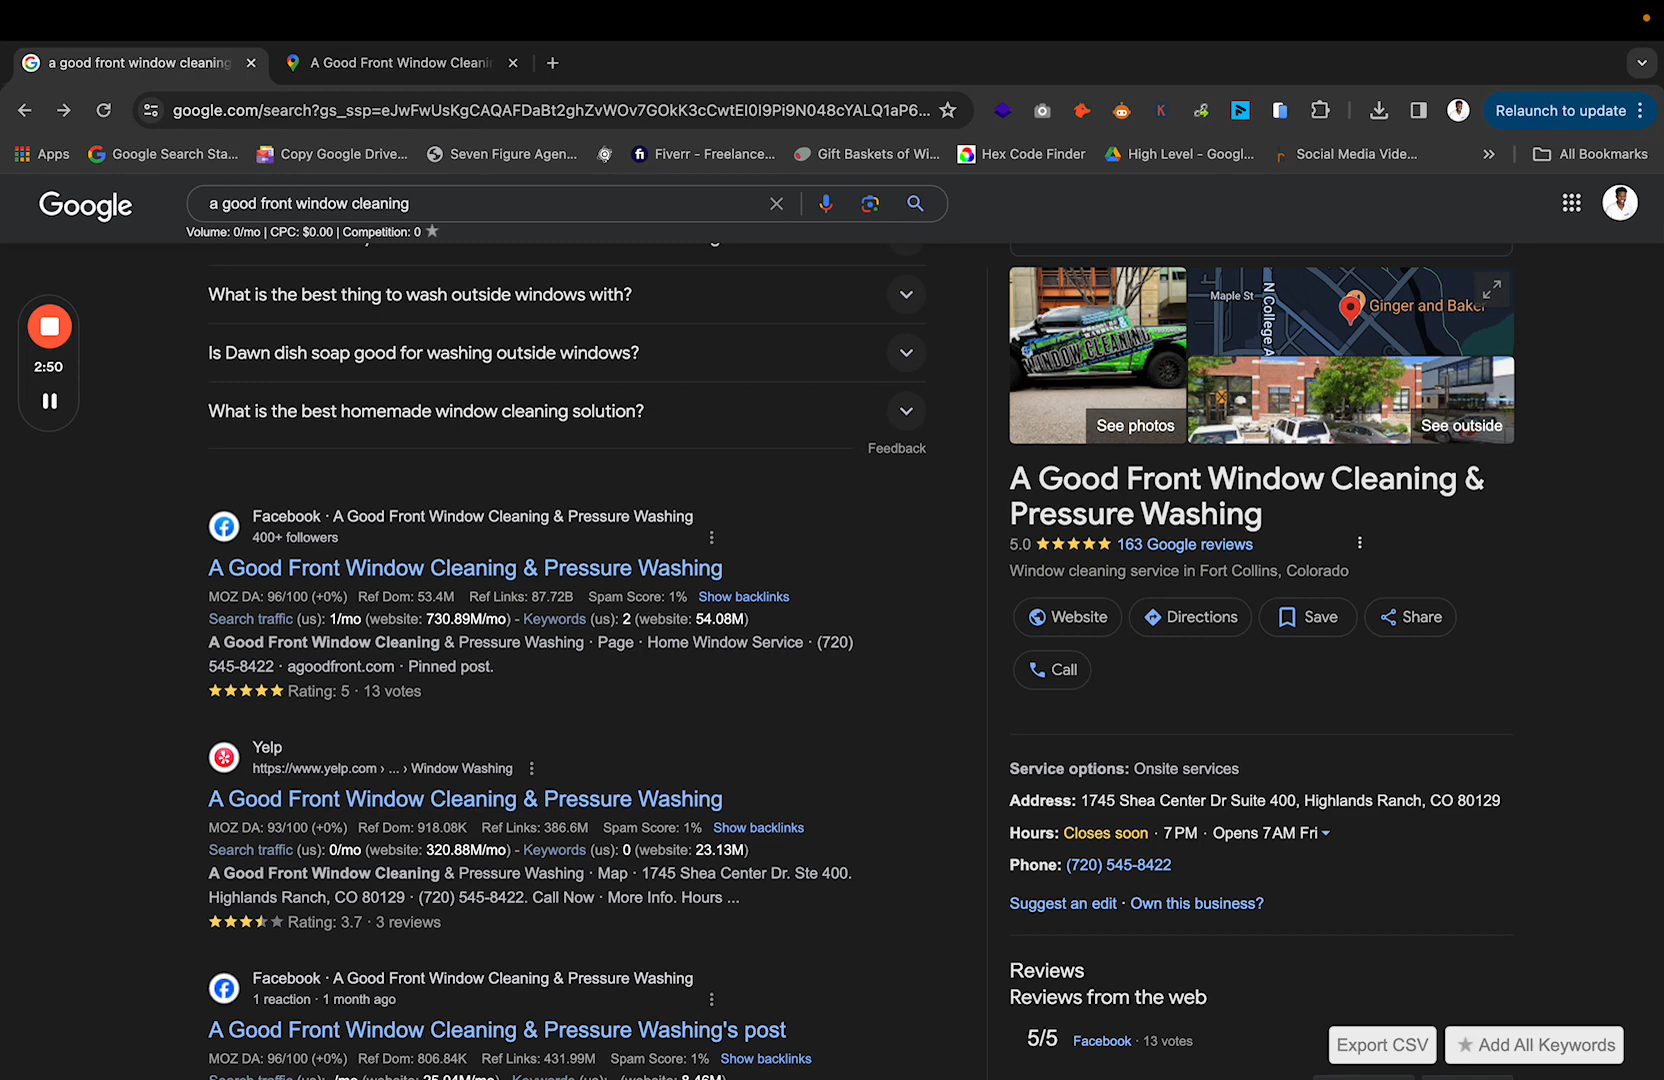 a good front window cleaning
A Good Front Window Cleani
google.com/search?gs_ssp=eJwFwUsKgCAQAFDaBt2ghZvWOv7GOkK3cCwtEI0I9Pi9N048cYALQ1aP6...
Relaunch to update
Apps
Google Search Sta...
Copy Google Drive...
Seven Figure Agen...
Fiverr - Freelance...
Gift Baskets of Wi...
Hex Code Finder
High Level - Googl...
Social Media Vide...
»
All Bookmarks
Google
a good front window cleaning
Volume: 0/mo | CPC: $0.00 | Competition: 0 ★
2:50
What is the best thing to wash outside windows with?
Is Dawn dish soap good for washing outside windows?
What is the best homemade window cleaning solution?
Feedback
Facebook · A Good Front Window Cleaning & Pressure Washing
400+ followers
A Good Front Window Cleaning & Pressure Washing
MOZ DA: 96/100 (+0%) Ref Dom: 53.4M Ref Links: 87.72B Spam Score: 1% Show backlinks
Search traffic (us): 1/mo (website: 730.89M/mo) - Keywords (us): 2 (website: 54.08M)
A Good Front Window Cleaning & Pressure Washing · Page · Home Window Service · (720)
545-8422 · agoodfront.com · Pinned post.
Rating: 5 · 13 votes
Yelp
https://www.yelp.com › ... › Window Washing
A Good Front Window Cleaning & Pressure Washing
MOZ DA: 93/100 (+0%) Ref Dom: 918.08K Ref Links: 386.6M Spam Score: 1% Show backlinks
Search traffic (us): 0/mo (website: 320.88M/mo) - Keywords (us): 0 (website: 23.13M)
A Good Front Window Cleaning & Pressure Washing · Map · 1745 Shea Center Dr. Ste 400.
Highlands Ranch, CO 80129 · (720) 545-8422. Call Now · More Info. Hours ...
Rating: 3.7 · 3 reviews
Facebook · A Good Front Window Cleaning & Pressure Washing
1 reaction · 1 month ago
A Good Front Window Cleaning & Pressure Washing's post
MOZ DA: 96/100 (+0%) Ref Dom: 806.84K Ref Links: 431.99M Spam Score: 1% Show backlinks
WINDOW CLEANING
See photos
Maple St
N College A
Ginger and Baker
See outside
A Good Front Window Cleaning &
Pressure Washing
5.0 ★★★★★ 163 Google reviews
Window cleaning service in Fort Collins, Colorado
Website
Directions
Save
Share
Call
Service options: Onsite services
Address: 1745 Shea Center Dr Suite 400, Highlands Ranch, CO 80129
Hours: Closes soon · 7 PM · Opens 7 AM Fri
Phone: (720) 545-8422
Suggest an edit · Own this business?
Reviews
Reviews from the web
5/5 Facebook · 13 votes
Export CSV
★ Add All Keywords